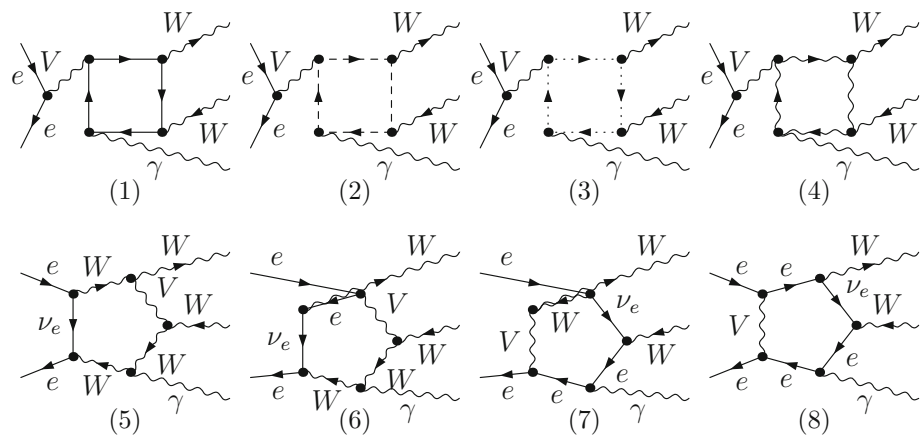 e V e W W γ (1)
e V e W W γ (2)
e V e W W γ (3)
e V e W W γ (4)
e W W V W ν_e e W W γ (5)
e W e V ν_e W e W γ (6)
e W ν_e W V W e e e γ (7)
e e W ν_e V W e e e γ (8)